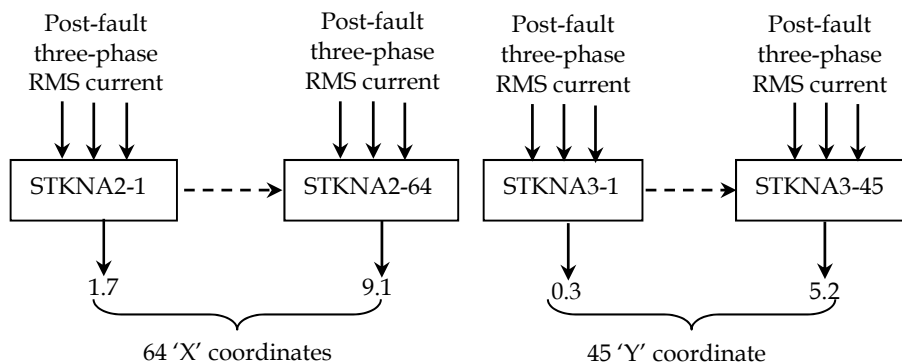 Post-fault
three-phase
RMS current
Post-fault
three-phase
RMS current
Post-fault
three-phase
RMS current
Post-fault
three-phase
RMS current
STKNA2-1
STKNA2-64
STKNA3-1
STKNA3-45
1.7
9.1
0.3
5.2
64 ‘X’ coordinates
45 ‘Y’ coordinate